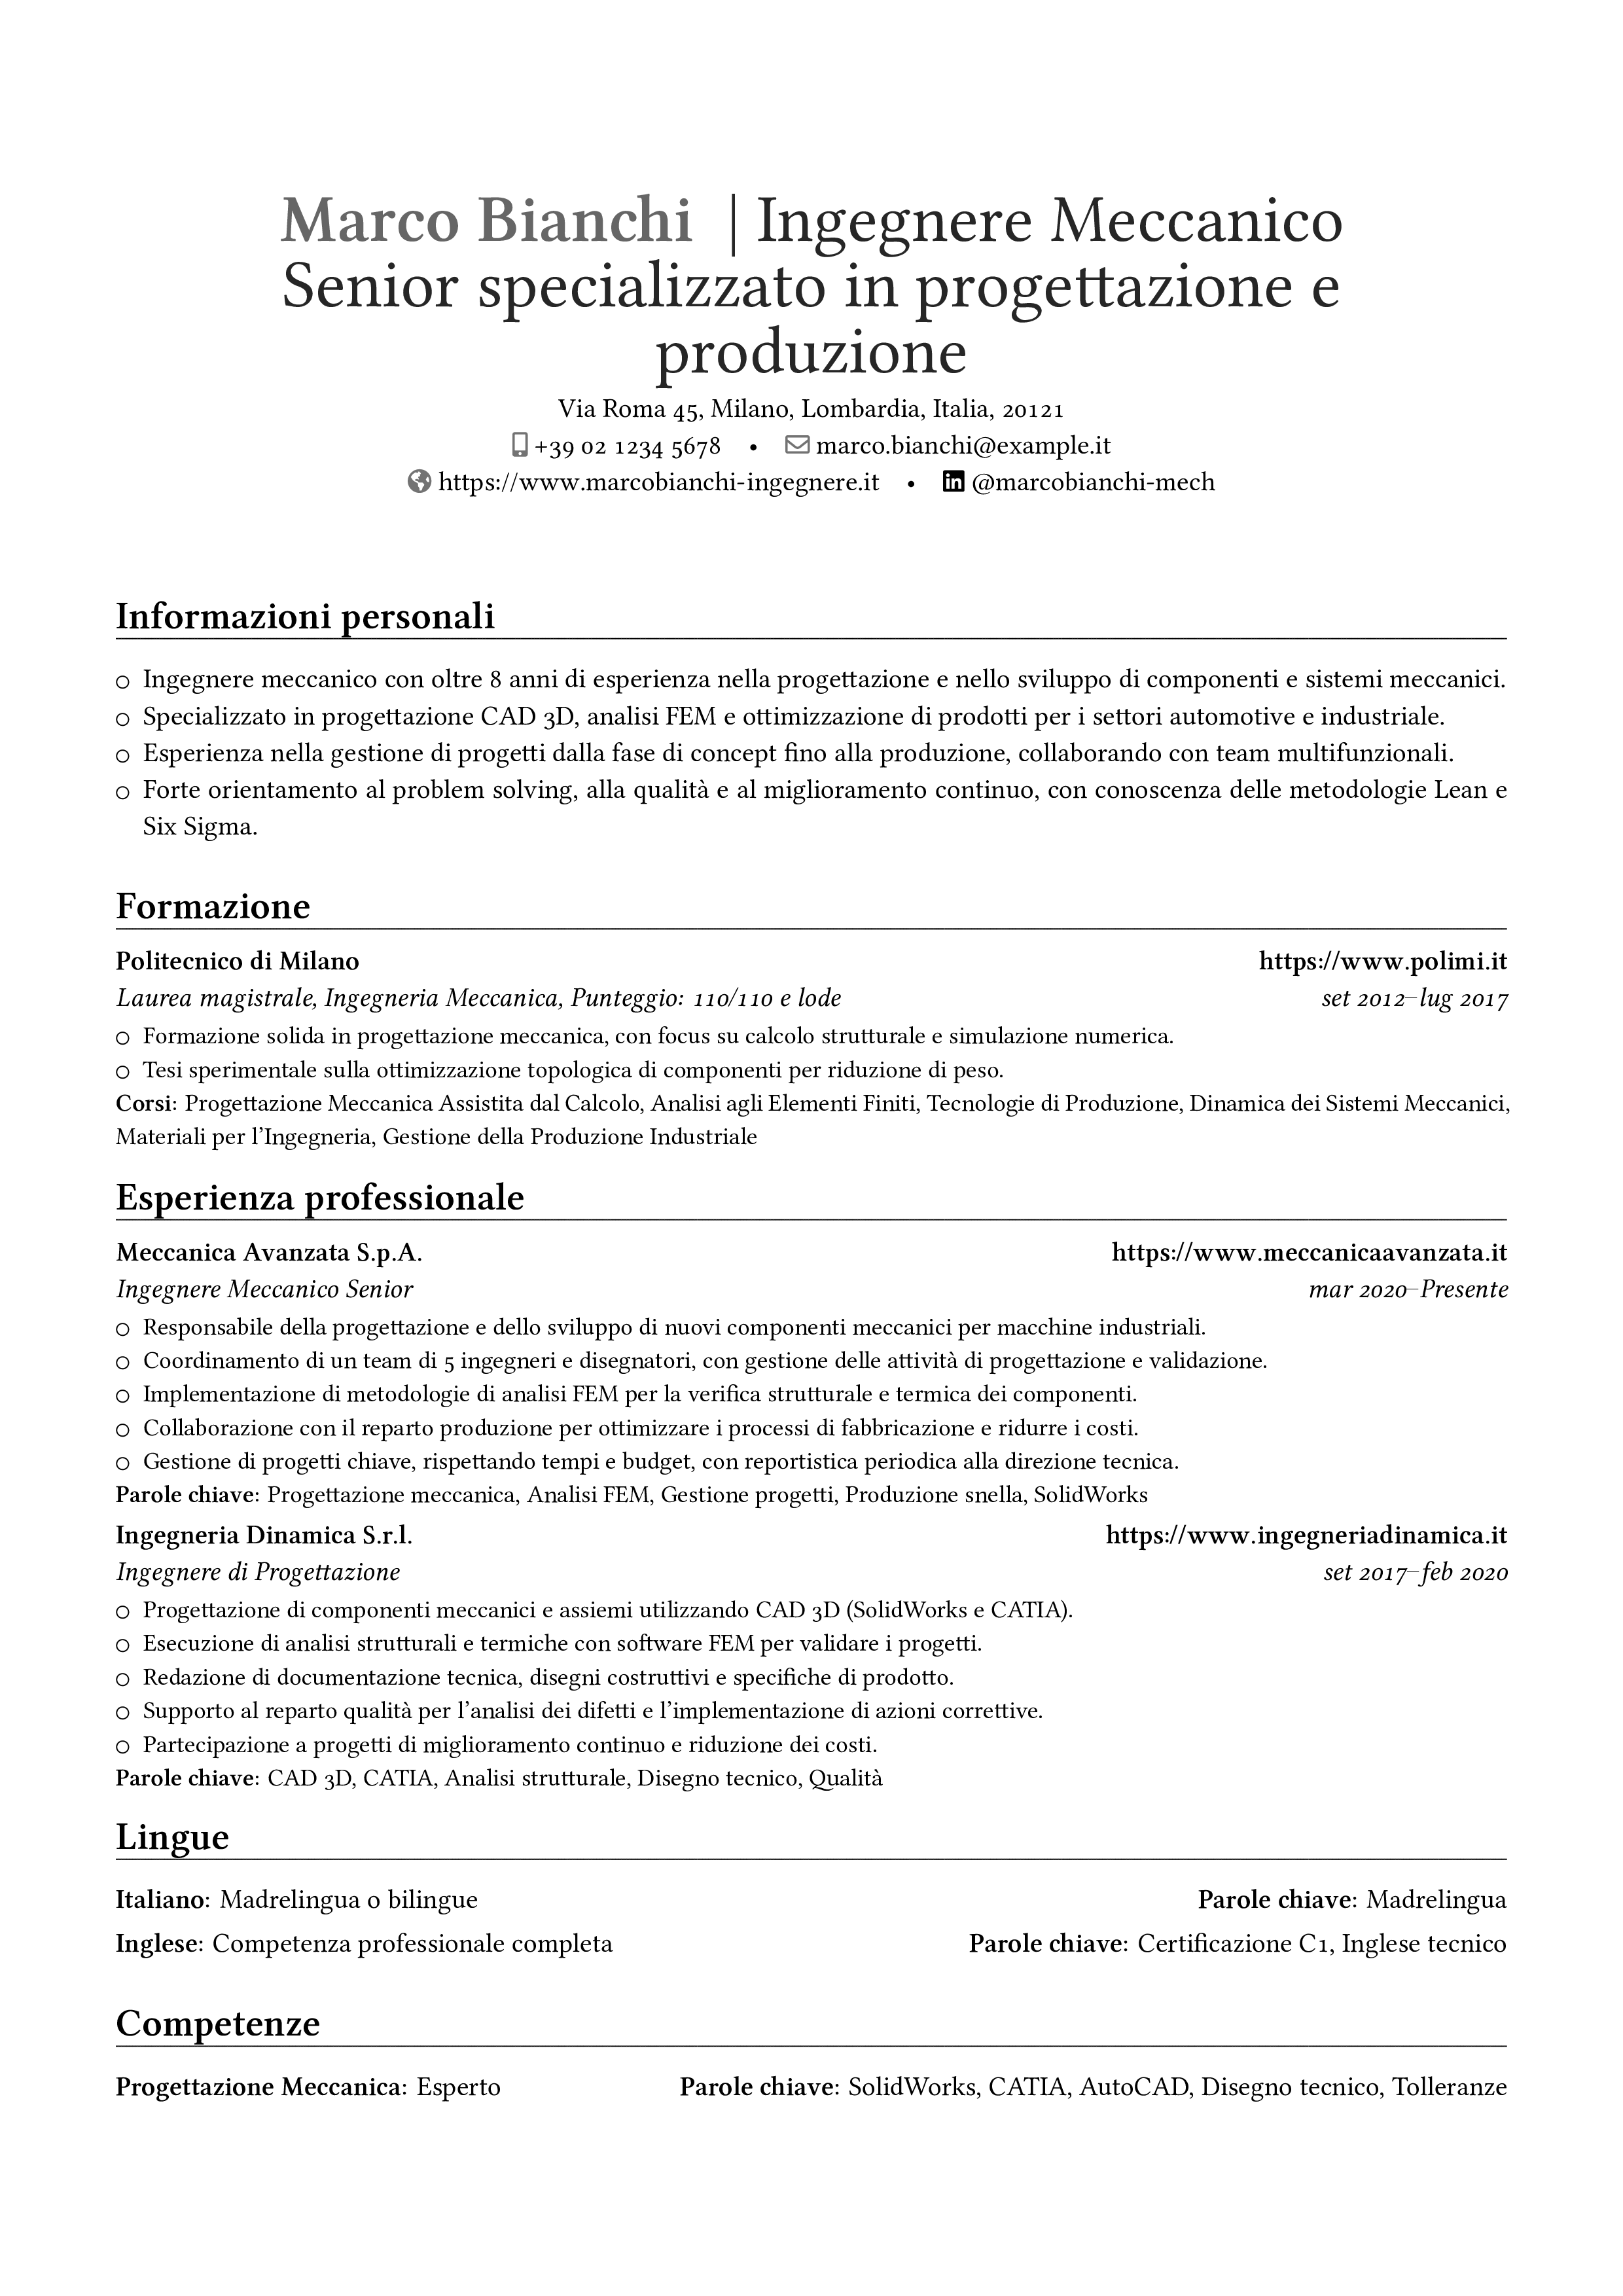 Marco Bianchi | Ingegnere Meccanico
Senior specializzato in progettazione e
produzione
Via Roma 45, Milano, Lombardia, Italia, 20121
+39 02 1234 5678 • marco.bianchi@example.it
https://www.marcobianchi-ingegnere.it • @marcobianchi-mech
Informazioni personali
○ Ingegnere meccanico con oltre 8 anni di esperienza nella progettazione e nello sviluppo di componenti e sistemi meccanici.
○ Specializzato in progettazione CAD 3D, analisi FEM e ottimizzazione di prodotti per i settori automotive e industriale.
○ Esperienza nella gestione di progetti dalla fase di concept fino alla produzione, collaborando con team multifunzionali.
○ Forte orientamento al problem solving, alla qualità e al miglioramento continuo, con conoscenza delle metodologie Lean e
Six Sigma.
Formazione
Politecnico di Milano https://www.polimi.it
Laurea magistrale, Ingegneria Meccanica, Punteggio: 110/110 e lode set 2012–lug 2017
○ Formazione solida in progettazione meccanica, con focus su calcolo strutturale e simulazione numerica.
○ Tesi sperimentale sulla ottimizzazione topologica di componenti per riduzione di peso.
Corsi: Progettazione Meccanica Assistita dal Calcolo, Analisi agli Elementi Finiti, Tecnologie di Produzione, Dinamica dei Sistemi Meccanici,
Materiali per l’Ingegneria, Gestione della Produzione Industriale
Esperienza professionale
Meccanica Avanzata S.p.A. https://www.meccanicaavanzata.it
Ingegnere Meccanico Senior mar 2020–Presente
○ Responsabile della progettazione e dello sviluppo di nuovi componenti meccanici per macchine industriali.
○ Coordinamento di un team di 5 ingegneri e disegnatori, con gestione delle attività di progettazione e validazione.
○ Implementazione di metodologie di analisi FEM per la verifica strutturale e termica dei componenti.
○ Collaborazione con il reparto produzione per ottimizzare i processi di fabbricazione e ridurre i costi.
○ Gestione di progetti chiave, rispettando tempi e budget, con reportistica periodica alla direzione tecnica.
Parole chiave: Progettazione meccanica, Analisi FEM, Gestione progetti, Produzione snella, SolidWorks
Ingegneria Dinamica S.r.l. https://www.ingegneriadinamica.it
Ingegnere di Progettazione set 2017–feb 2020
○ Progettazione di componenti meccanici e assiemi utilizzando CAD 3D (SolidWorks e CATIA).
○ Esecuzione di analisi strutturali e termiche con software FEM per validare i progetti.
○ Redazione di documentazione tecnica, disegni costruttivi e specifiche di prodotto.
○ Supporto al reparto qualità per l’analisi dei difetti e l’implementazione di azioni correttive.
○ Partecipazione a progetti di miglioramento continuo e riduzione dei costi.
Parole chiave: CAD 3D, CATIA, Analisi strutturale, Disegno tecnico, Qualità
Lingue
Italiano: Madrelingua o bilingue Parole chiave: Madrelingua
Inglese: Competenza professionale completa Parole chiave: Certificazione C1, Inglese tecnico
Competenze
Progettazione Meccanica: Esperto Parole chiave: SolidWorks, CATIA, AutoCAD, Disegno tecnico, Tolleranze